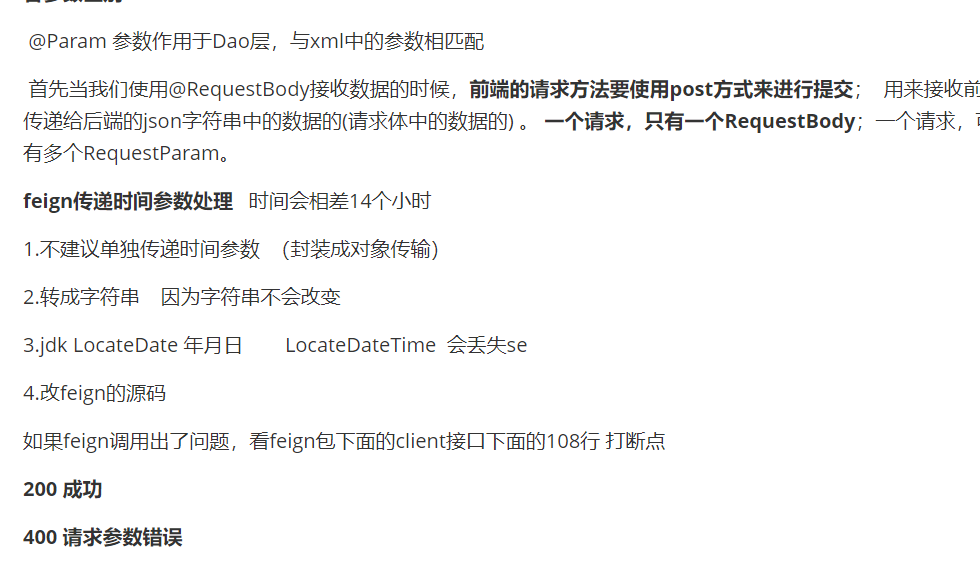 @Param 参数作用于Dao层，与xml中的参数相匹配
首先当我们使用@RequestBody接收数据的时候，前端的请求方法要使用post方式来进行提交； 用来接收前
传递给后端的json字符串中的数据的(请求体中的数据的) 。 一个请求，只有一个RequestBody；一个请求，
有多个RequestParam。
feign传递时间参数处理 时间会相差14个小时
1.不建议单独传递时间参数 （封装成对象传输）
2.转成字符串 因为字符串不会改变
3.jdk LocateDate 年月日 LocateDateTime 会丢失se
4.改feign的源码
如果feign调用出了问题，看feign包下面的client接口下面的108行 打断点
200 成功
400 请求参数错误